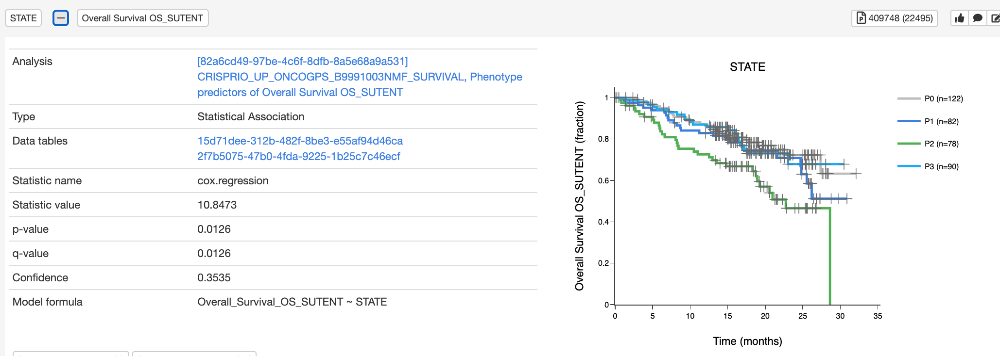 STATE
Overall Survival OS_SUTENT
409748 (22495)
Analysis
[82a6cd49-97be-4c6f-8dfb-8a5e68a9a531]
CRISPRIO_UP_ONCOGPS_B9991003NMF_SURVIVAL, Phenotype
predictors of Overall Survival OS_SUTENT
Type
Statistical Association
Data tables
15d71dee-312b-482f-8be3-e55af94d46ca
2f7b5075-47b0-4fda-9225-1b25c7c46ecf
Statistic name
cox.regression
Statistic value
10.8473
p-value
0.0126
q-value
0.0126
Confidence
0.3535
Model formula
Overall_Survival_OS_SUTENT ~ STATE
STATE
Overall Survival OS_SUTENT (fraction)
1
0.8
0.6
0.4
0.2
0
0
5
10
15
20
25
30
35
Time (months)
P0 (n=122)
P1 (n=82)
P2 (n=78)
P3 (n=90)